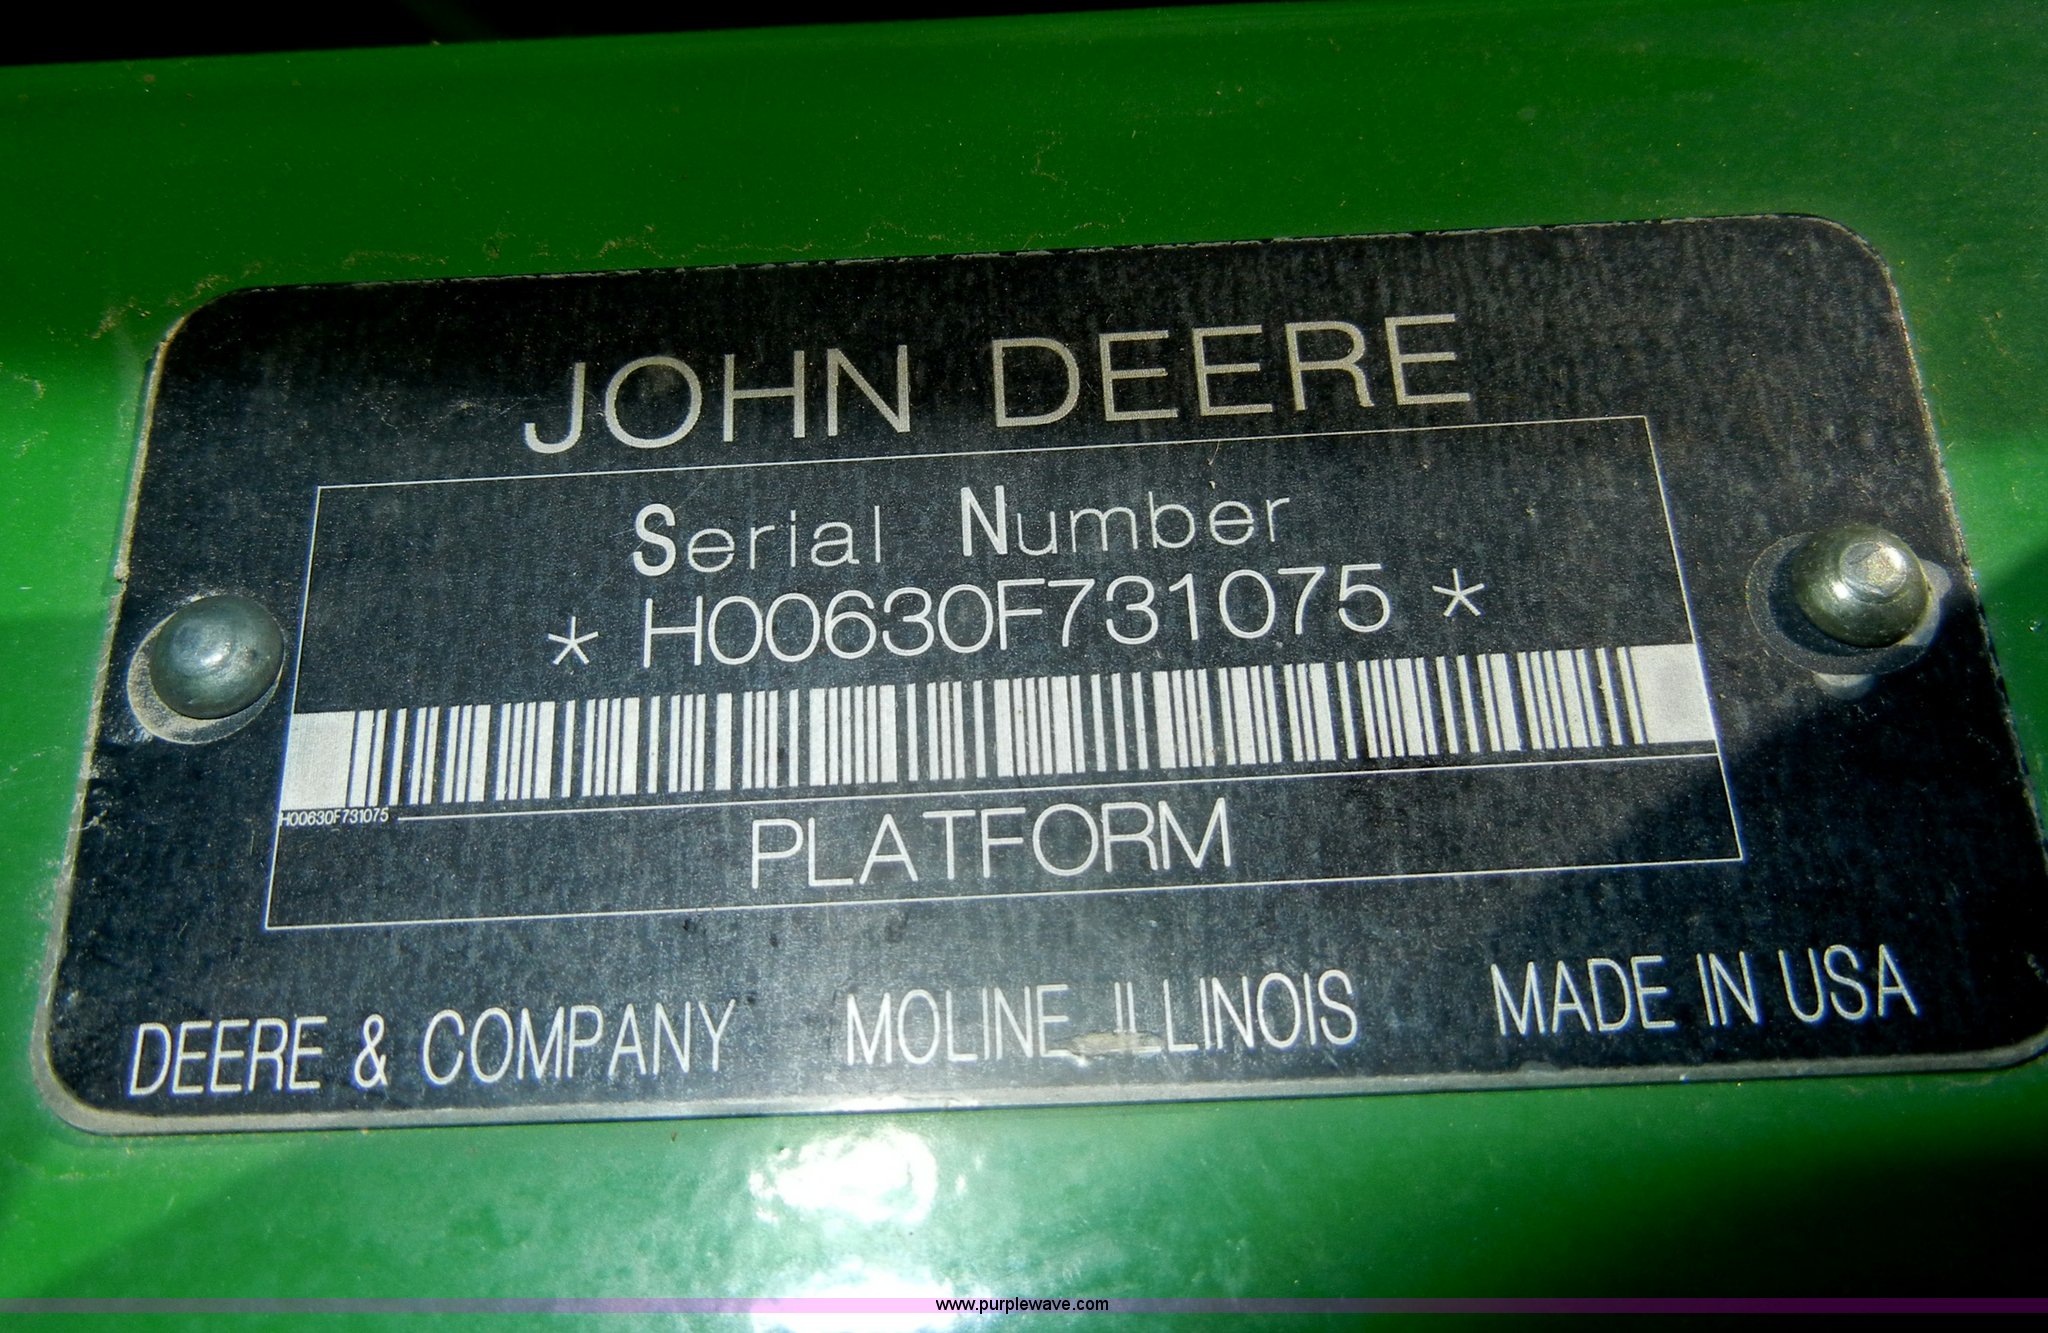 JOHN DEERE
Serial Number
* H00630F731075 *
H00630F731075
PLATFORM
DEERE & COMPANY MOLINE ILLINOIS MADE IN USA
www.purplewave.com